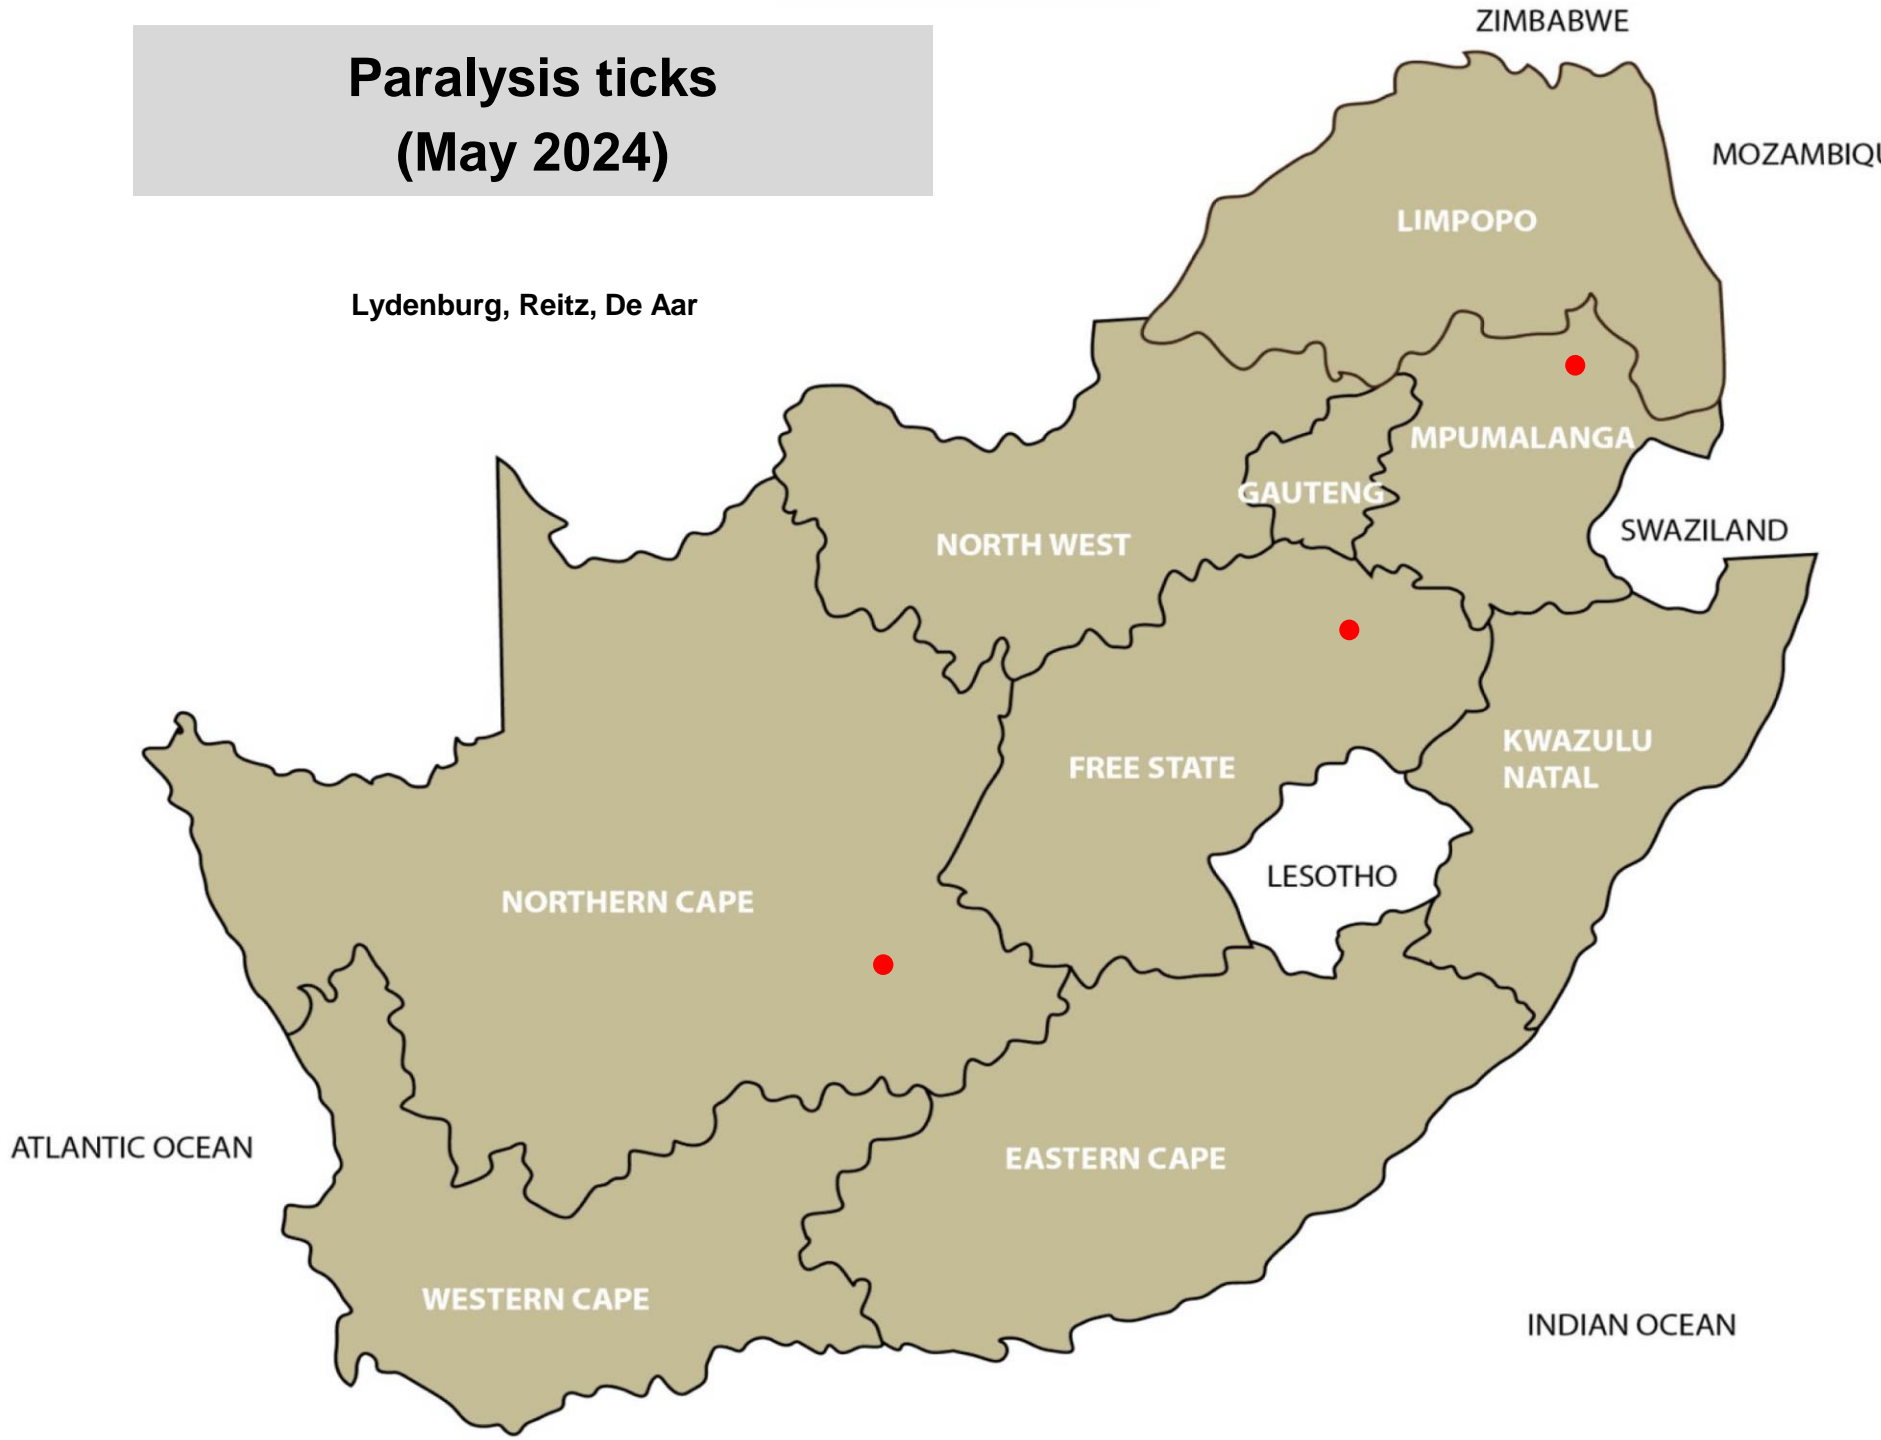 ZIMBABWE
Paralysis ticks
(May 2024)
MOZAMBIQU
LIMPOPO
Lydenburg, Reitz, De Aar
MPUMALANGA
GAUTENG
SWAZILAND
NORTH WEST
KWAZULU
NATAL
FREE STATE
LESOTHO
NORTHERN CAPE
ATLANTIC OCEAN
EASTERN CAPE
WESTERN CAPE
INDIAN OCEAN